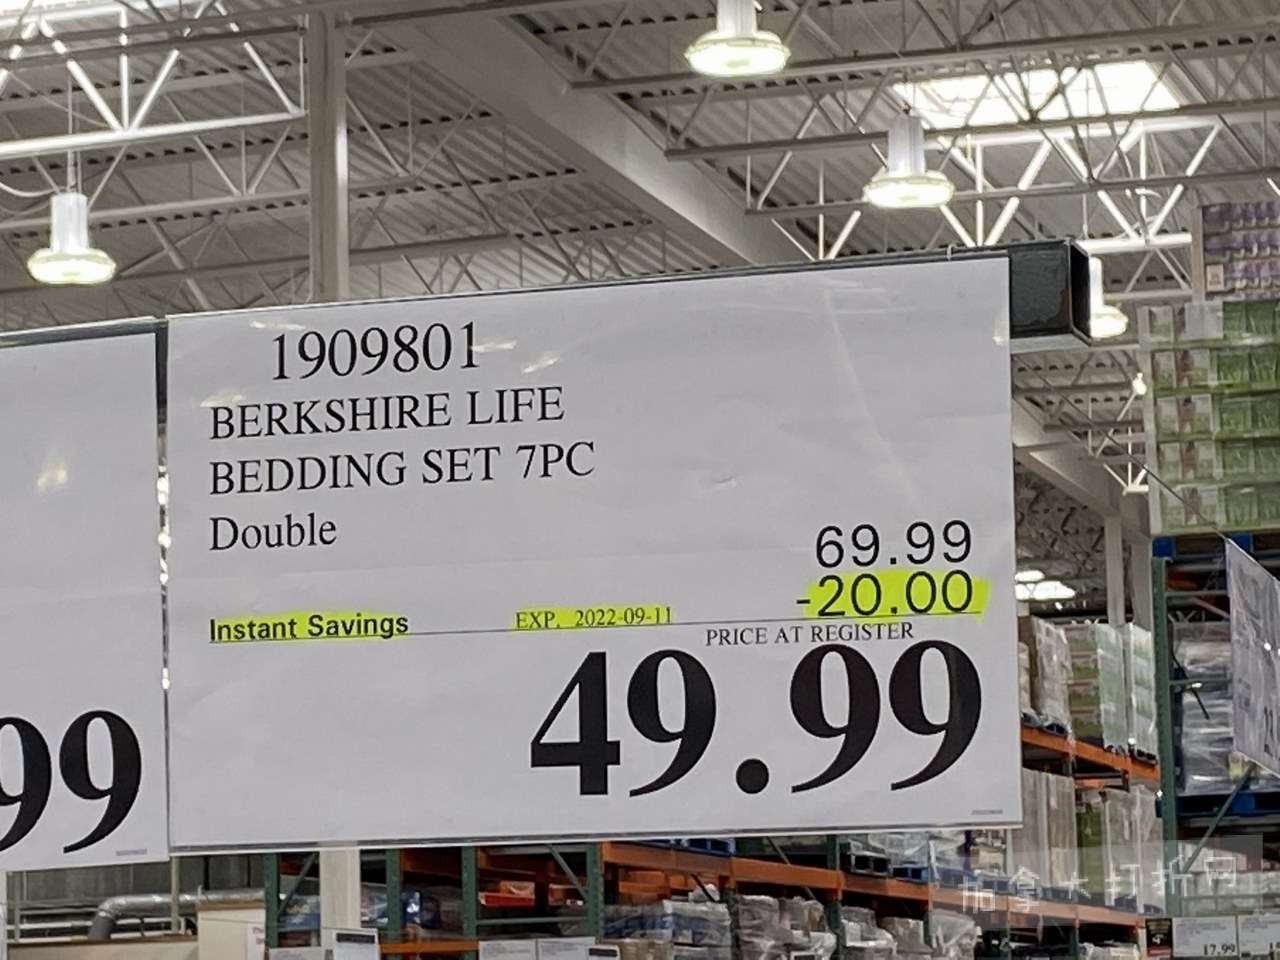 1909801
BERKSHIRE LIFE
BEDDING SET 7PC
Double
69.99
-20.00
Instant Savings EXP. 2022-09-11
PRICE AT REGISTER
49.99
99
加拿大打折网
17.99